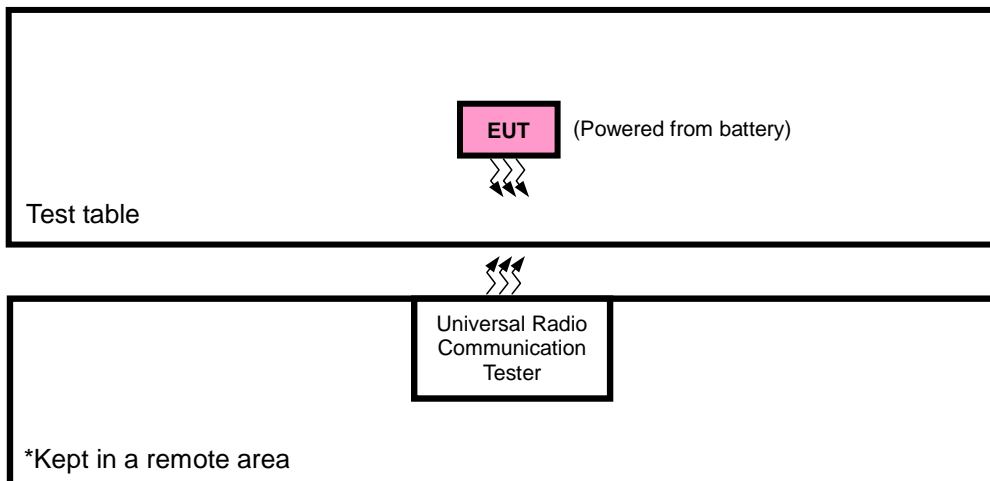 EUT
(Powered from battery)
Test table
Universal Radio
Communication
Tester
*Kept in a remote area